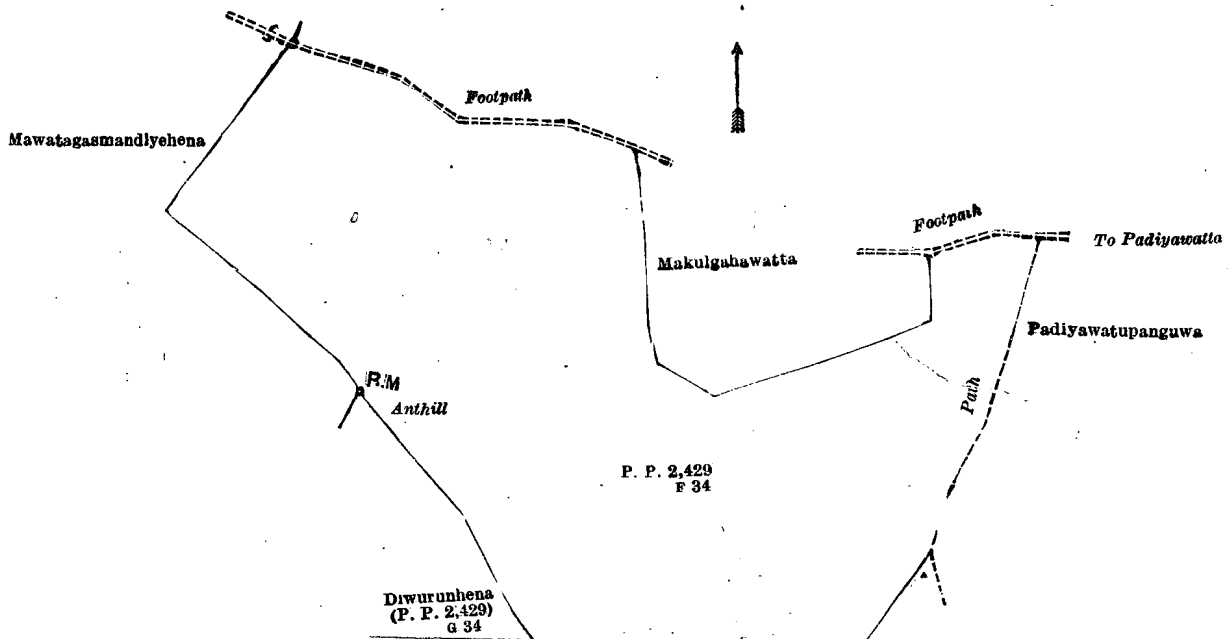 S
Footpath
Mawatagasmandiyehena
Footpath
To Padiyawatta
Makulgahawatta
Padiyawatupanguwa
R.M
Anthill
Path
P. P. 2,429
F 34
Diwurunhena
(P. P. 2,429)
G 34